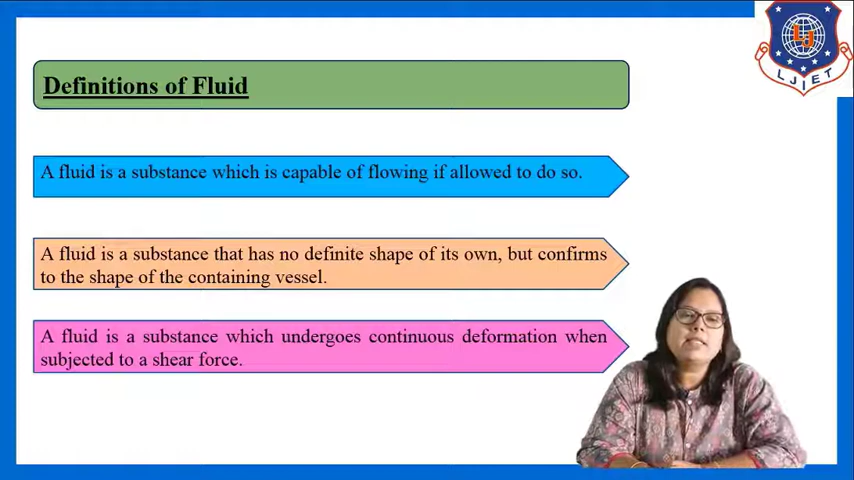 Definitions of Fluid
A fluid is a substance which is capable of flowing if allowed to do so.
A fluid is a substance that has no definite shape of its own, but confirms
to the shape of the containing vessel.
A fluid is a substance which undergoes continuous deformation when
subjected to a shear force.
LJ
LJIET